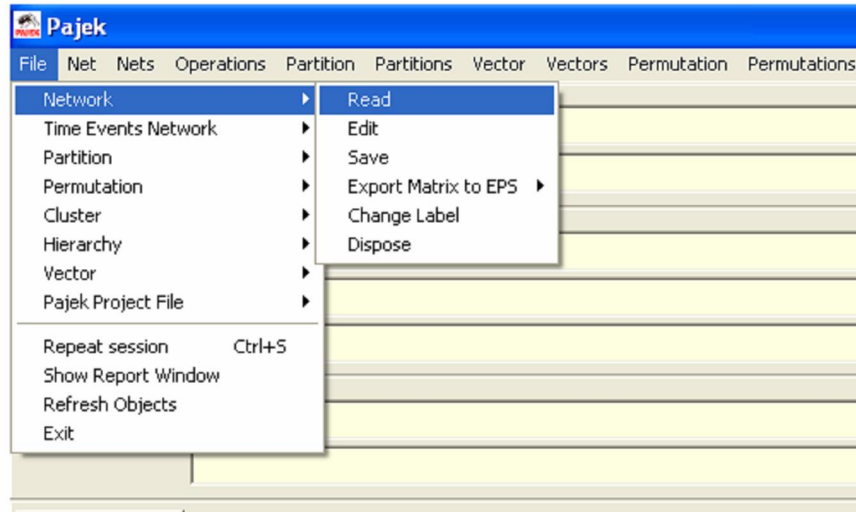 Pajek
File Net Nets Operations Partition Partitions Vector Vectors Permutation Permutations
Network
Time Events Network
Partition
Permutation
Cluster
Hierarchy
Vector
Pajek Project File
Repeat session Ctrl+S
Show Report Window
Refresh Objects
Exit
Read
Edit
Save
Export Matrix to EPS
Change Label
Dispose